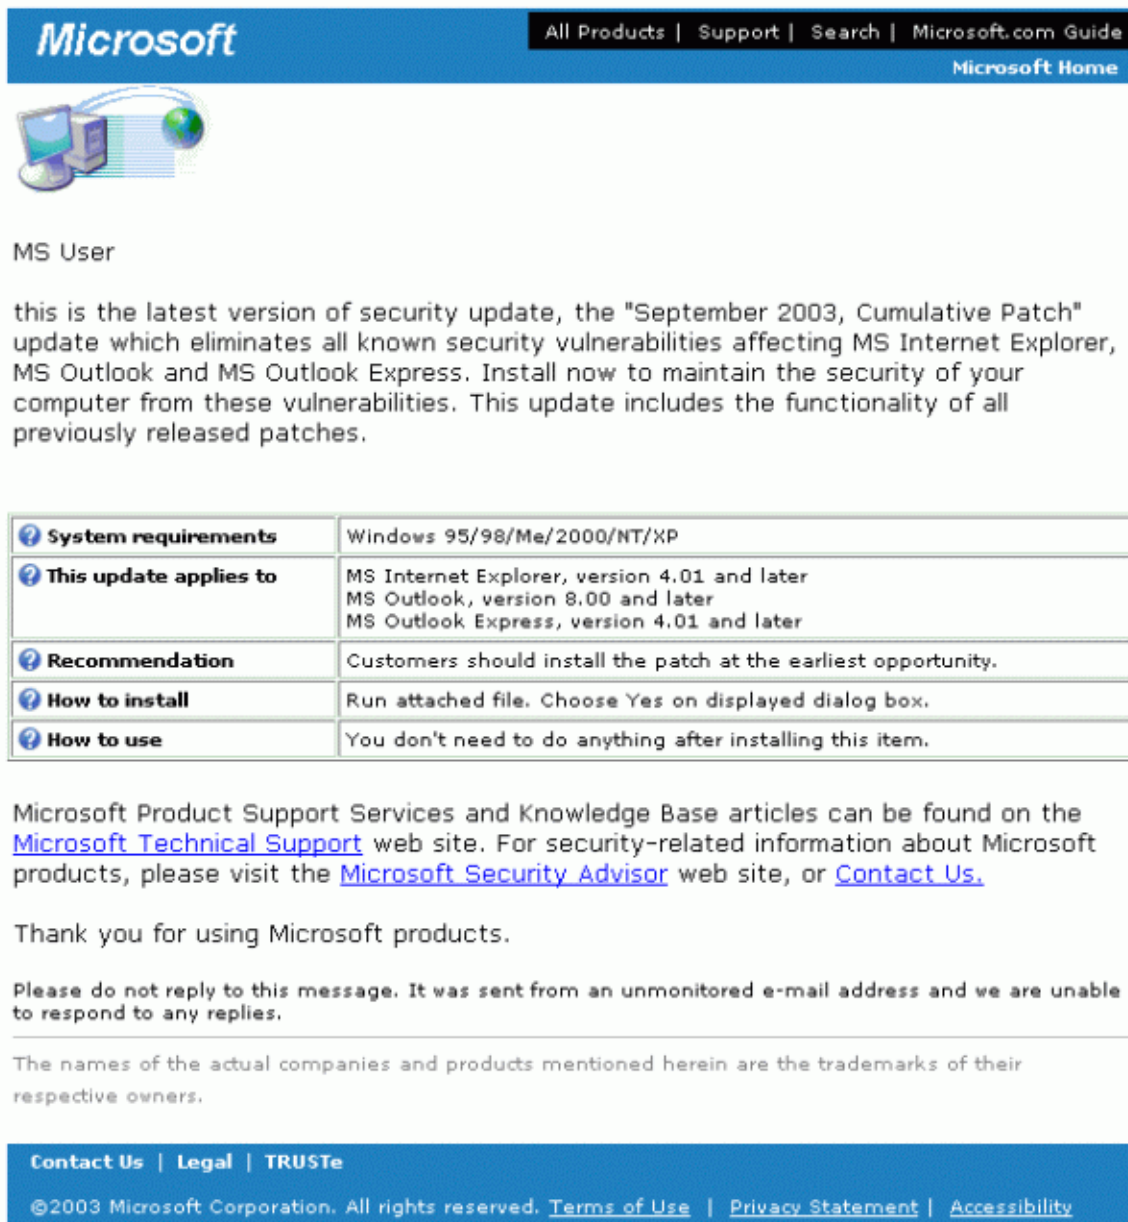 Microsoft
All Products | Support | Search | Microsoft.com Guide
Microsoft Home
MS User
this is the latest version of security update, the "September 2003, Cumulative Patch"
update which eliminates all known security vulnerabilities affecting MS Internet Explorer,
MS Outlook and MS Outlook Express. Install now to maintain the security of your
computer from these vulnerabilities. This update includes the functionality of all
previously released patches.
System requirements Windows 95/98/Me/2000/NT/XP
This update applies to MS Internet Explorer, version 4.01 and later
MS Outlook, version 8.00 and later
MS Outlook Express, version 4.01 and later
Recommendation Customers should install the patch at the earliest opportunity.
How to install Run attached file. Choose Yes on displayed dialog box.
How to use You don't need to do anything after installing this item.
Microsoft Product Support Services and Knowledge Base articles can be found on the
Microsoft Technical Support web site. For security-related information about Microsoft
products, please visit the Microsoft Security Advisor web site, or Contact Us.
Thank you for using Microsoft products.
Please do not reply to this message. It was sent from an unmonitored e-mail address and we are unable
to respond to any replies.
The names of the actual companies and products mentioned herein are the trademarks of their
respective owners.
Contact Us | Legal | TRUSTe
©2003 Microsoft Corporation. All rights reserved. Terms of Use | Privacy Statement | Accessibility